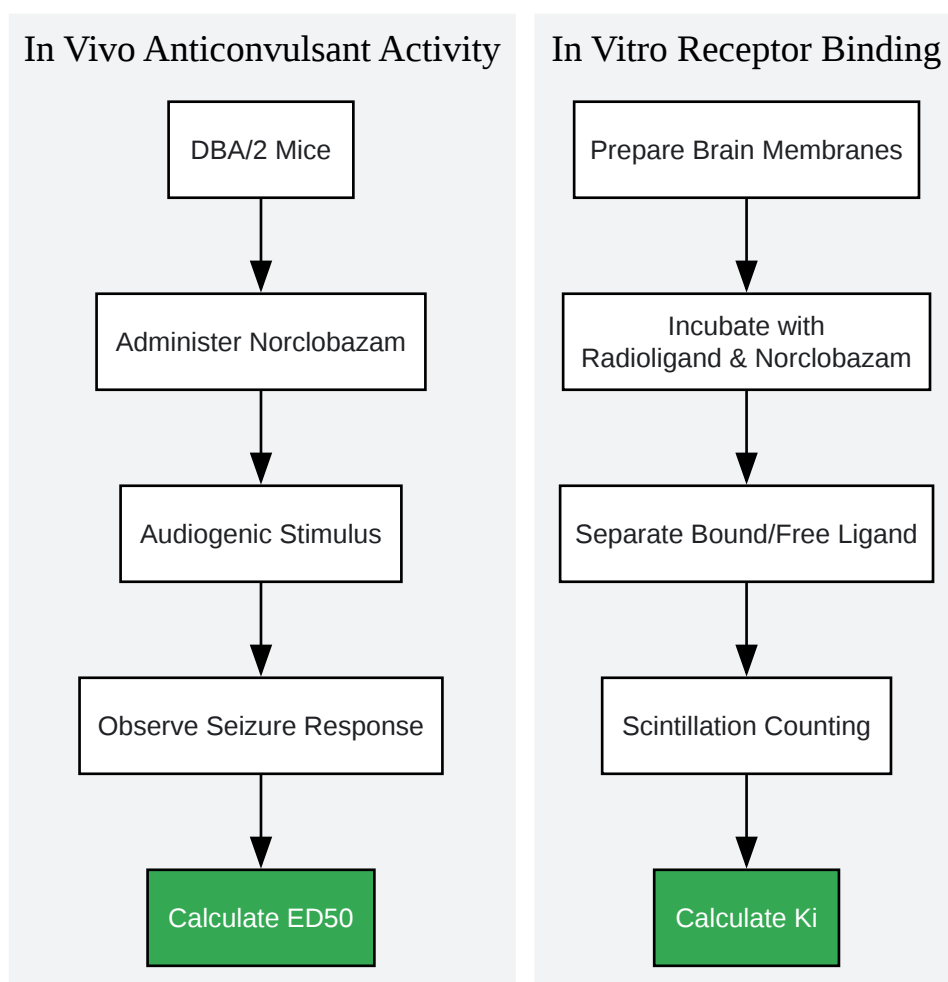 In Vivo Anticonvulsant Activity
DBA/2 Mice
Administer Norclobazam
Audiogenic Stimulus
Observe Seizure Response
Calculate ED50
In Vitro Receptor Binding
Prepare Brain Membranes
Incubate with
Radioligand & Norclobazam
Separate Bound/Free Ligand
Scintillation Counting
Calculate Ki